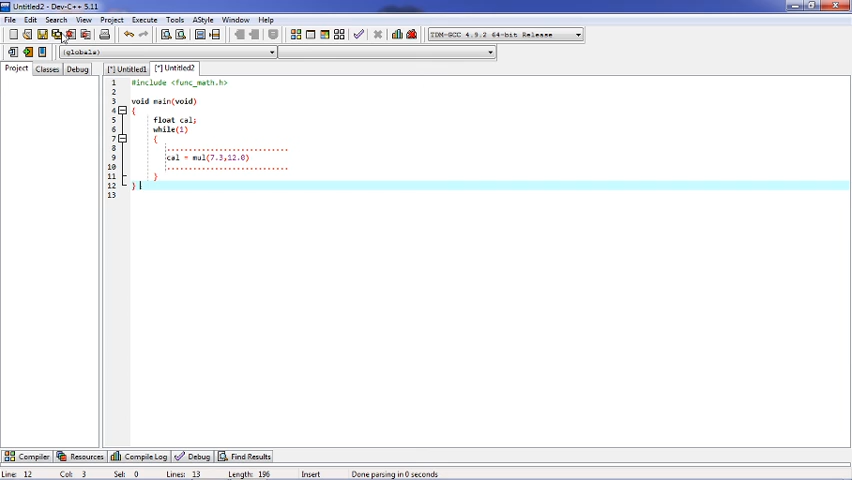 Untitled2 - Dev-C++ 5.11
File Edit Search View Project Execute Tools AStyle Window Help
TDM-GCC 4.9.2 64-bit Release
(globals)
Project Classes Debug [*] Untitled1 [*] Untitled2
1 #include <func_math.h>
2
3 void main(void)
4 {
5 float cal;
6 while(1)
7 {
8 ............................
9 cal = mul(7.3,12.0)
10 ............................
11 }
12 }
13
Compiler Resources Compile Log Debug Find Results
Line: 12 Col: 3 Sel: 0 Lines: 13 Length: 196 Insert Done parsing in 0 seconds